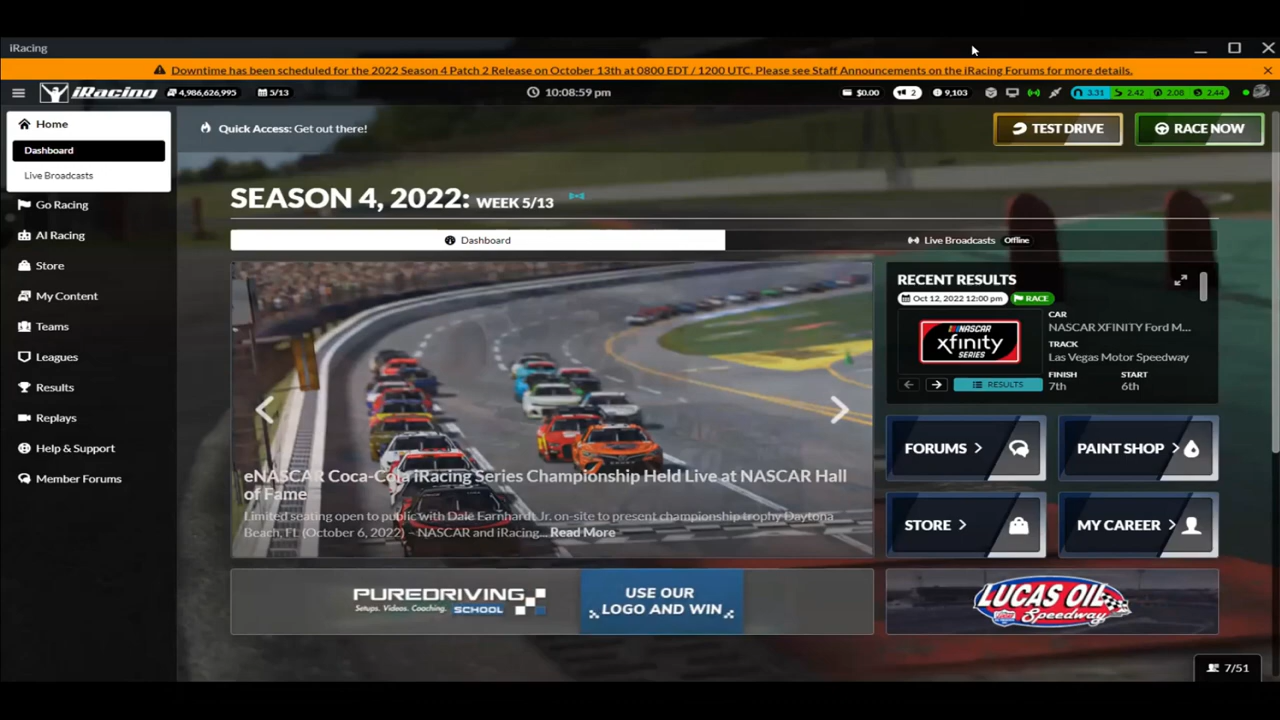 iRacing
Downtime has been scheduled for the 2022 Season 4 Patch 2 Release on October 13th at 0800 EDT / 1200 UTC. Please see Staff Announcements on the iRacing Forums for more details.
iRacing 4,986,626,995 5/13 10:08:59 pm $0.00 2 9,103 3.31 2.42 2.08 2.44
Home
Dashboard
Live Broadcasts
Go Racing
AI Racing
Store
My Content
Teams
Leagues
Results
Replays
Help & Support
Member Forums
Quick Access: Get out there!
TEST DRIVE
RACE NOW
SEASON 4, 2022: WEEK 5/13
Dashboard
Live Broadcasts Offline
eNASCAR Coca-Cola iRacing Series Championship Held Live at NASCAR Hall
of Fame
Limited seating open to public with Dale Earnhardt Jr. on-site to present championship trophy Daytona
Beach, FL (October 6, 2022) – NASCAR and iRacing... Read More
RECENT RESULTS
Oct 12, 2022 12:00 pm RACE
NASCAR
xfinity
SERIES
CAR
NASCAR XFINITY Ford M...
TRACK
Las Vegas Motor Speedway
FINISH START
7th 6th
RESULTS
FORUMS
PAINT SHOP
STORE
MY CAREER
PUREDRIVING
Setups. Videos. Coaching. SCHOOL
USE OUR
LOGO AND WIN
LUCAS OIL
Speedway
7/51